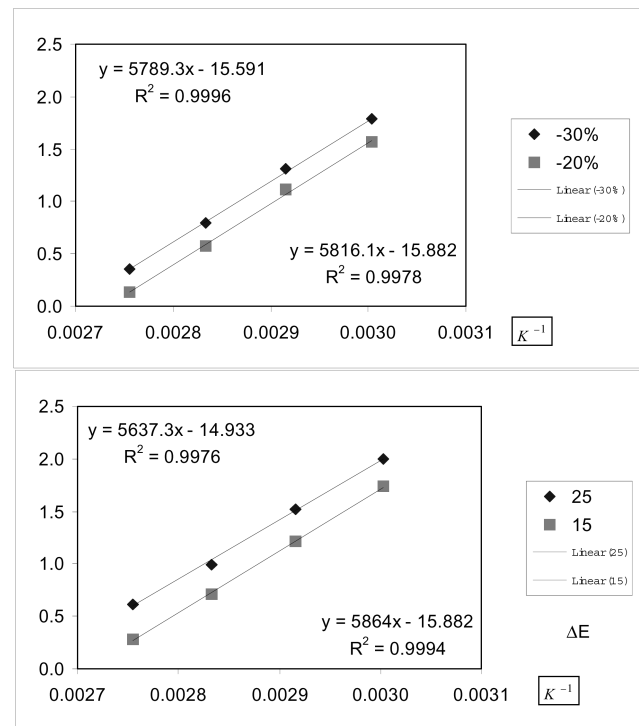 2.5
y = 5789.3x - 15.591
R² = 0.9996
2.0
1.5
1.0
0.5
0.0
y = 5816.1x - 15.882
R² = 0.9978
0.0027 0.0028 0.0029 0.0030 0.0031
-30%
-20%
Linear (-30%)
Linear (-20%)
K⁻¹
2.5
y = 5637.3x - 14.933
R² = 0.9976
2.0
1.5
1.0
0.5
0.0
y = 5864x - 15.882
R² = 0.9994
0.0027 0.0028 0.0029 0.0030 0.0031
25
15
Linear (25)
Linear (15)
ΔE
K⁻¹